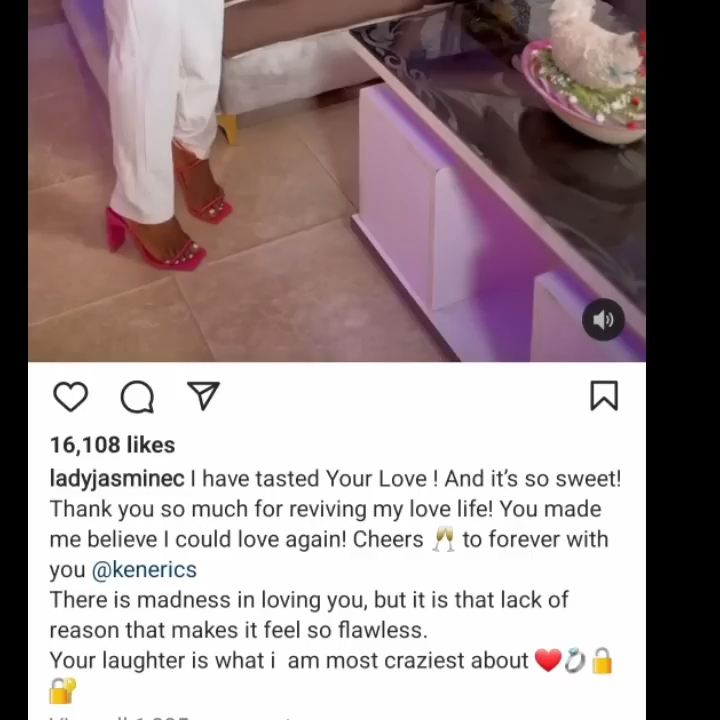 16,108 likes
ladyjasminec I have tasted Your Love ! And it's so sweet!
Thank you so much for reviving my love life! You made
me believe I could love again! Cheers 🥂 to forever with
you @kenerics
There is madness in loving you, but it is that lack of
reason that makes it feel so flawless.
Your laughter is what i  am most craziest about ❤️💍🔓
🔐